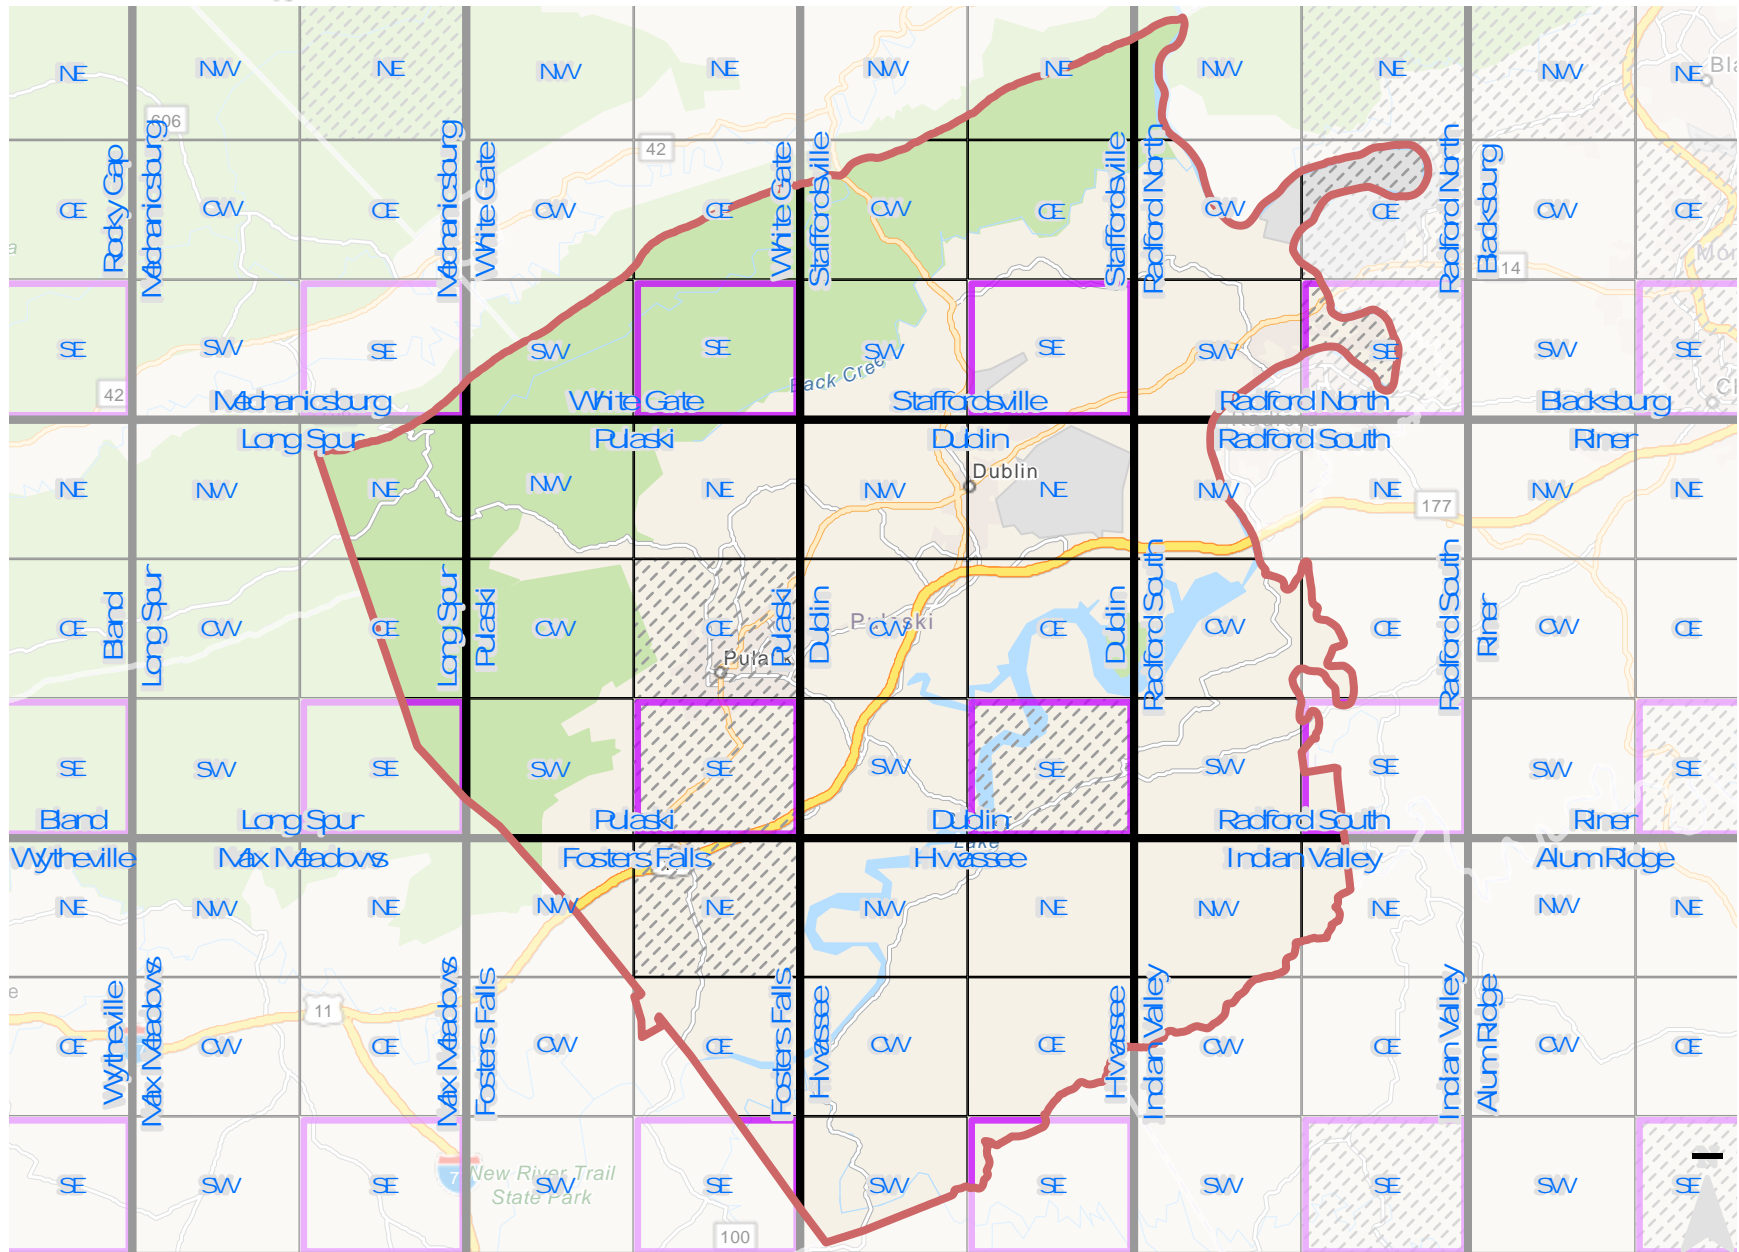 NE NW NE NW NE NW NE NW NE NW NE Bla
606
42
Rocky Gap Mechanicsburg Mechanicsburg White Gate White Gate Staffordsville Staffordsville Radford North Radford North Blacksburg
CE CW CE CW CE CW CE CW CE CW CE
a
Mor
14
SE SW SE SW SE SW SE SW SE SW SE
Back Creek
42
Cl
Mechanicsburg White Gate Staffordsville Radford North Blacksburg
Long Spur Pulaski Dublin Radford South Riner
Dublin
NE NW NE NW NE NW NE NW NE NW NE
177
Bland Long Spur Long Spur Pulaski Pulaski Dublin Dublin Radford South Radford South Riner
Pulaski
CE CW CE CW CE CW CE CW CE CW CE
Pulask
SE SW SE SW SE SW SE SW SE SW SE
Bland Long Spur Pulaski Dublin Radford South Riner
Lake
Wytheville Max Meadows Fosters Falls Hiwassee Indian Valley Alum Ridge
NE NW NE NW NE NW NE NW NE NW NE
e
11
Wytheville Max Meadows Max Meadows Fosters Falls Fosters Falls Hiwassee Hiwassee Indian Valley Indian Valley Alum Ridge
CE CW CE CW CE CW CE CW CE CW CE
7
New River Trail
State Park
SE SW SE SW SE SW SE SW SE SW SE
100